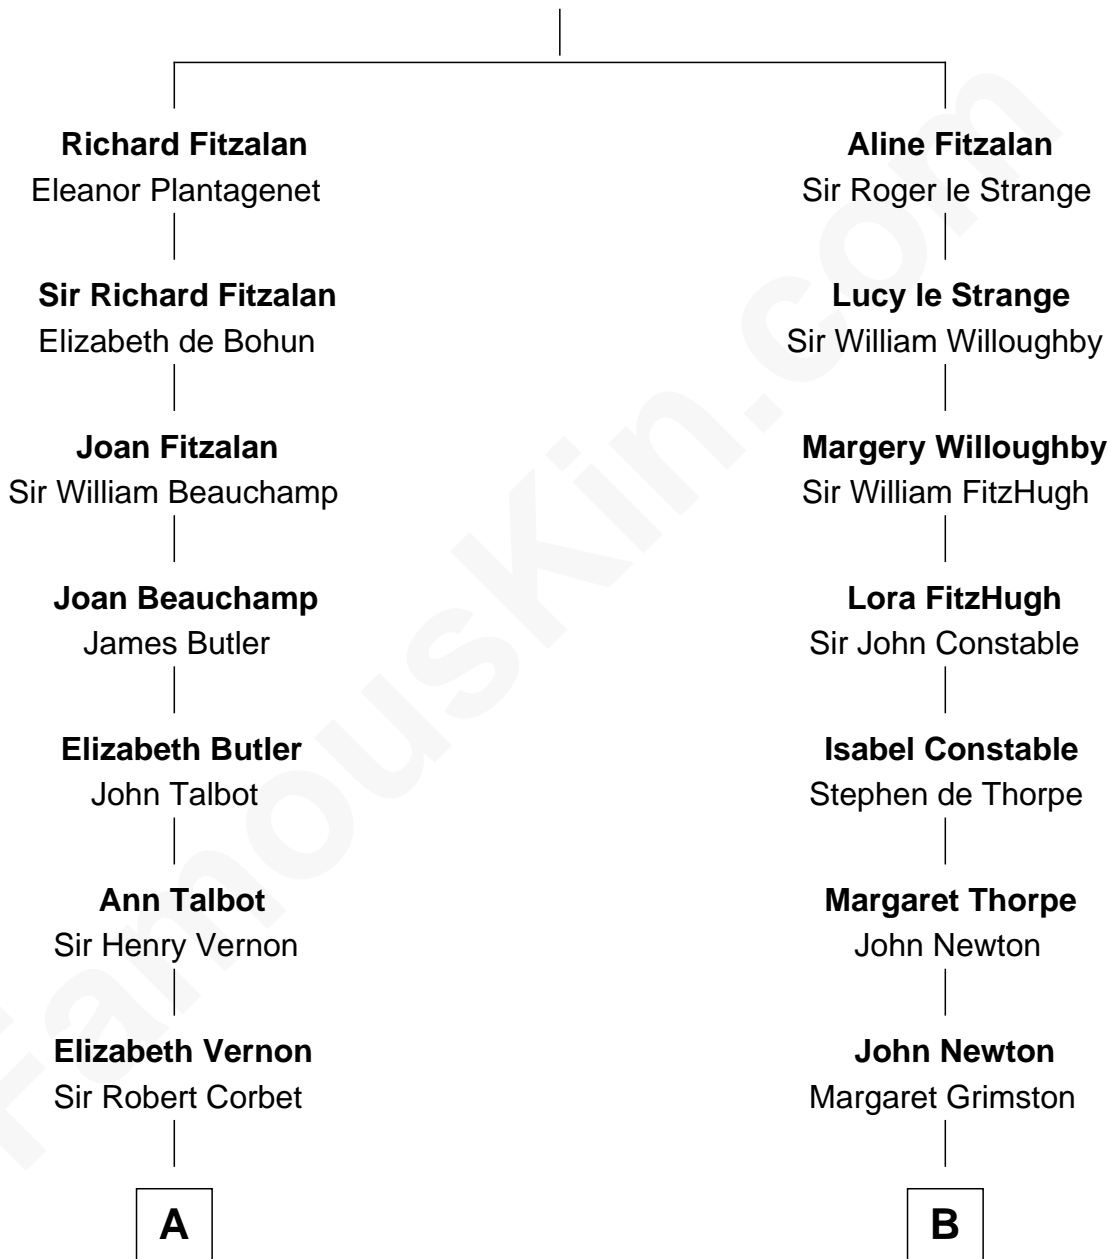 Richard Fitzalan
Eleanor Plantagenet
Sir Richard Fitzalan
Elizabeth de Bohun
Joan Fitzalan
Sir William Beauchamp
Joan Beauchamp
James Butler
Elizabeth Butler
John Talbot
Ann Talbot
Sir Henry Vernon
Elizabeth Vernon
Sir Robert Corbet
A
Aline Fitzalan
Sir Roger le Strange
Lucy le Strange
Sir William Willoughby
Margery Willoughby
Sir William FitzHugh
Lora FitzHugh
Sir John Constable
Isabel Constable
Stephen de Thorpe
Margaret Thorpe
John Newton
John Newton
Margaret Grimston
B
FamousKin.com